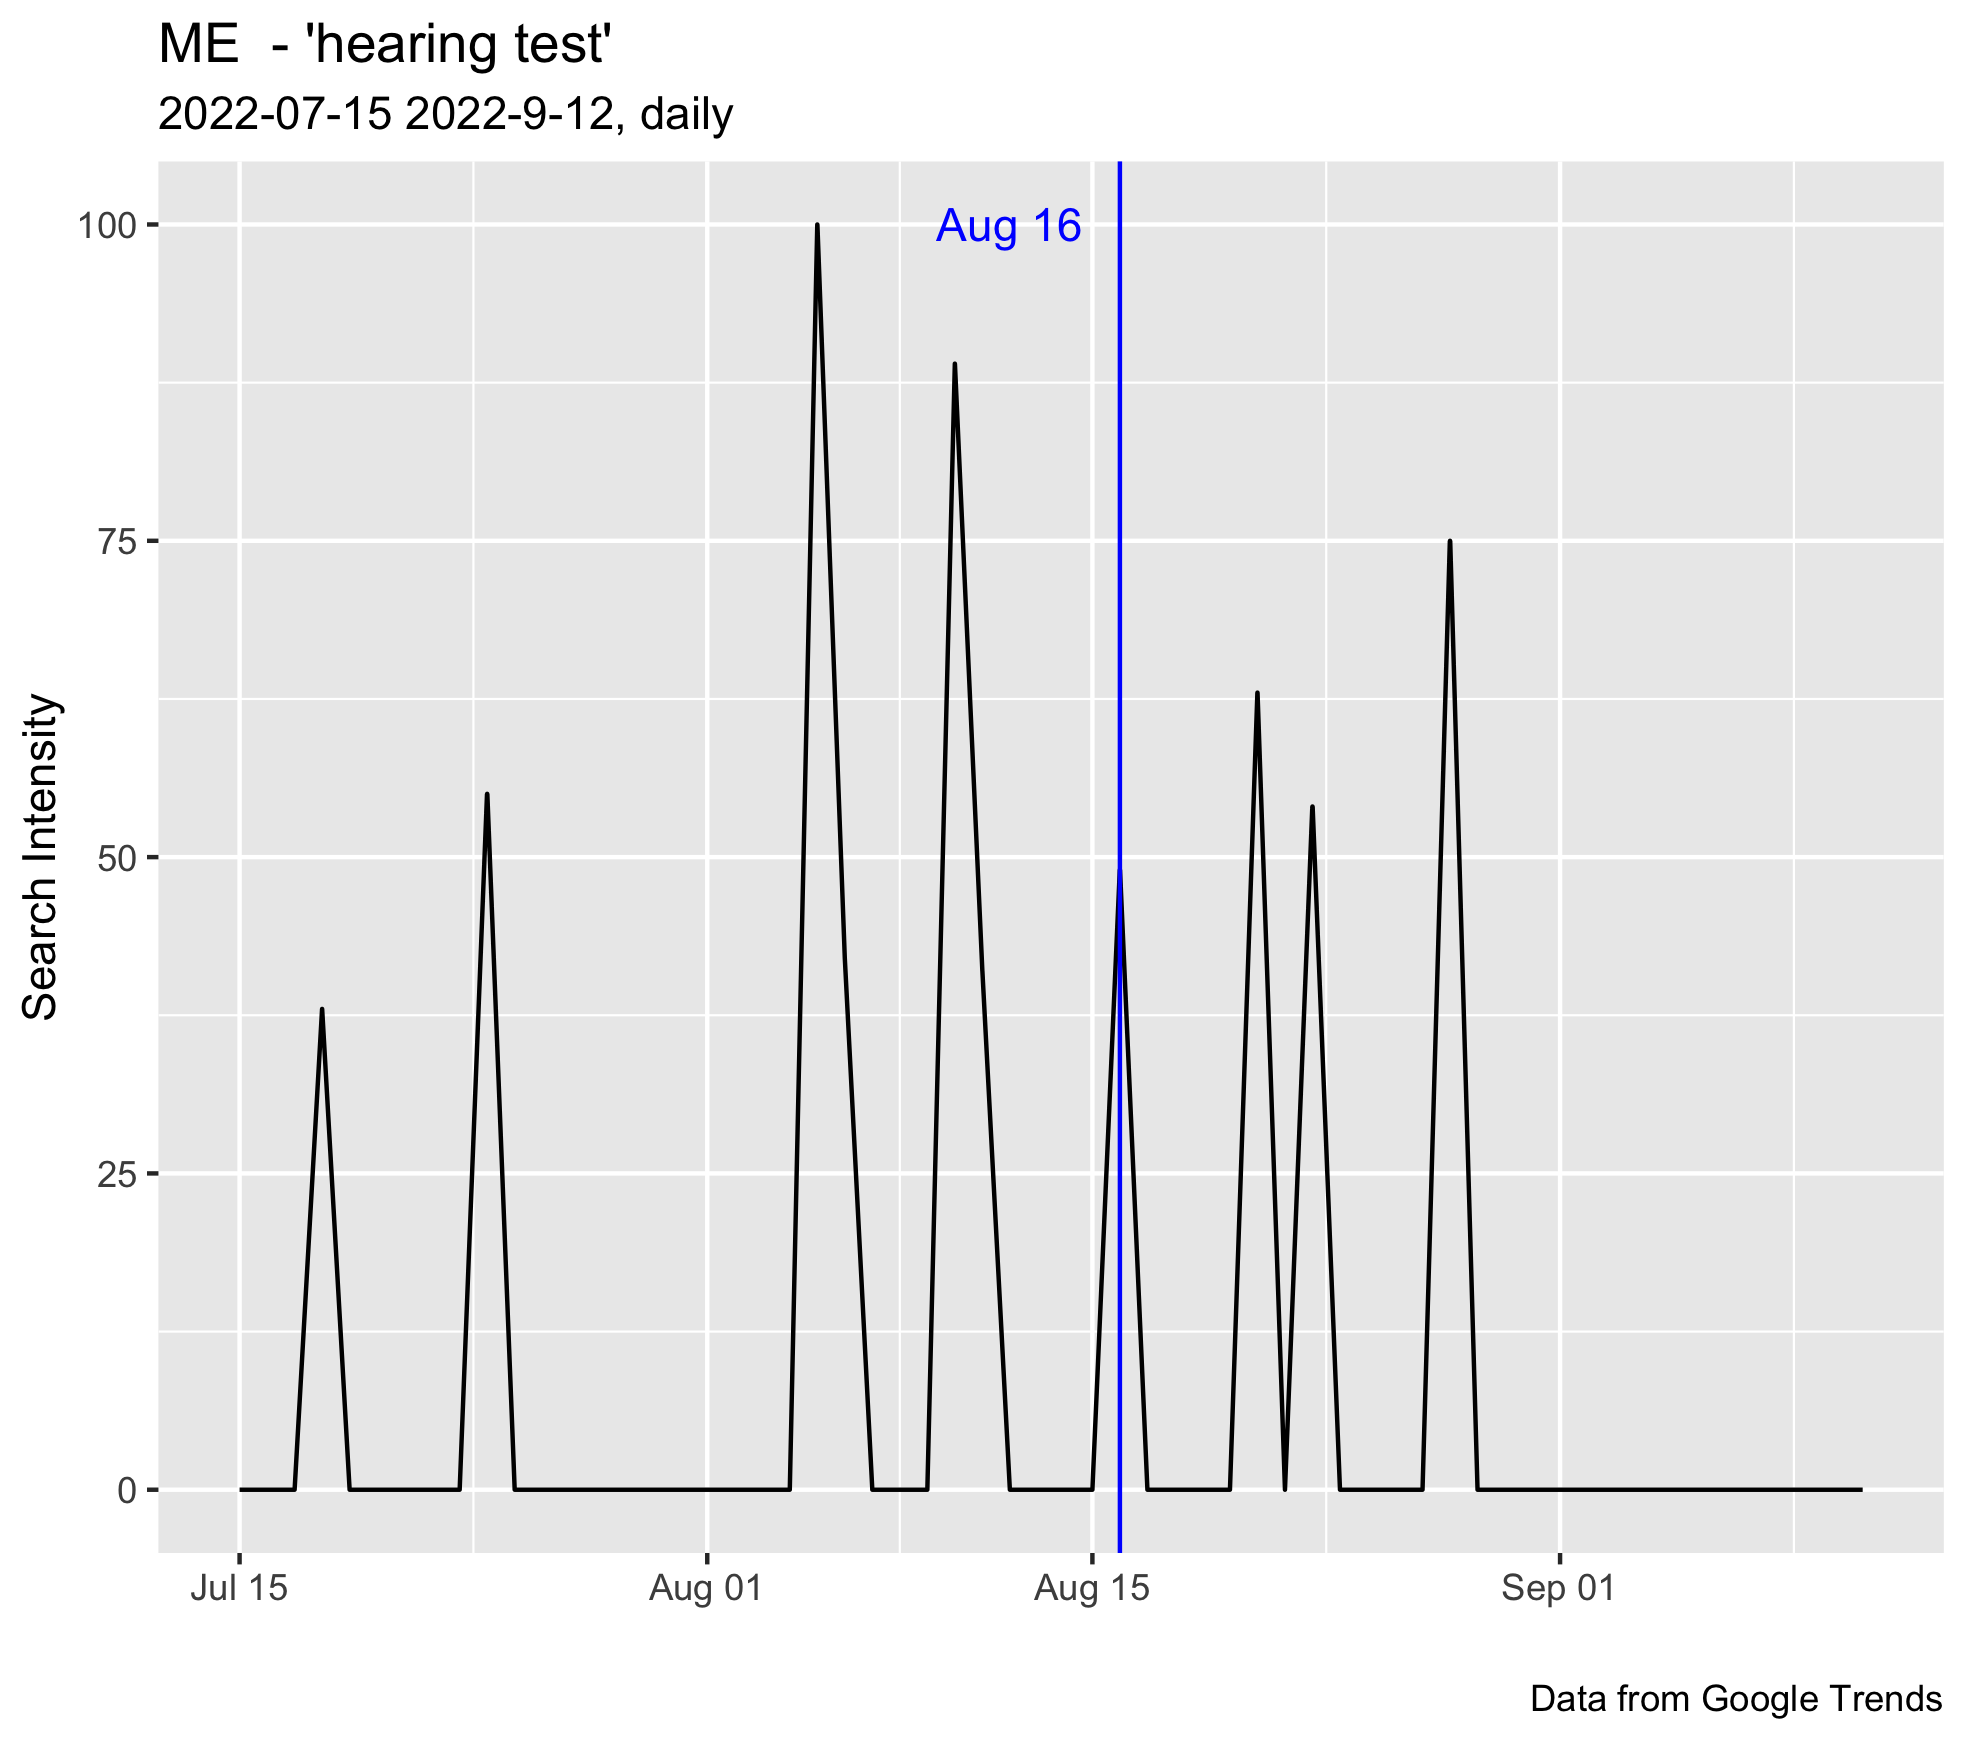 ME  - 'hearing test'
2022-07-15 2022-9-12, daily
Aug 16
100
75
50
25
0
Search Intensity
Jul 15 Aug 01 Aug 15 Sep 01
Data from Google Trends